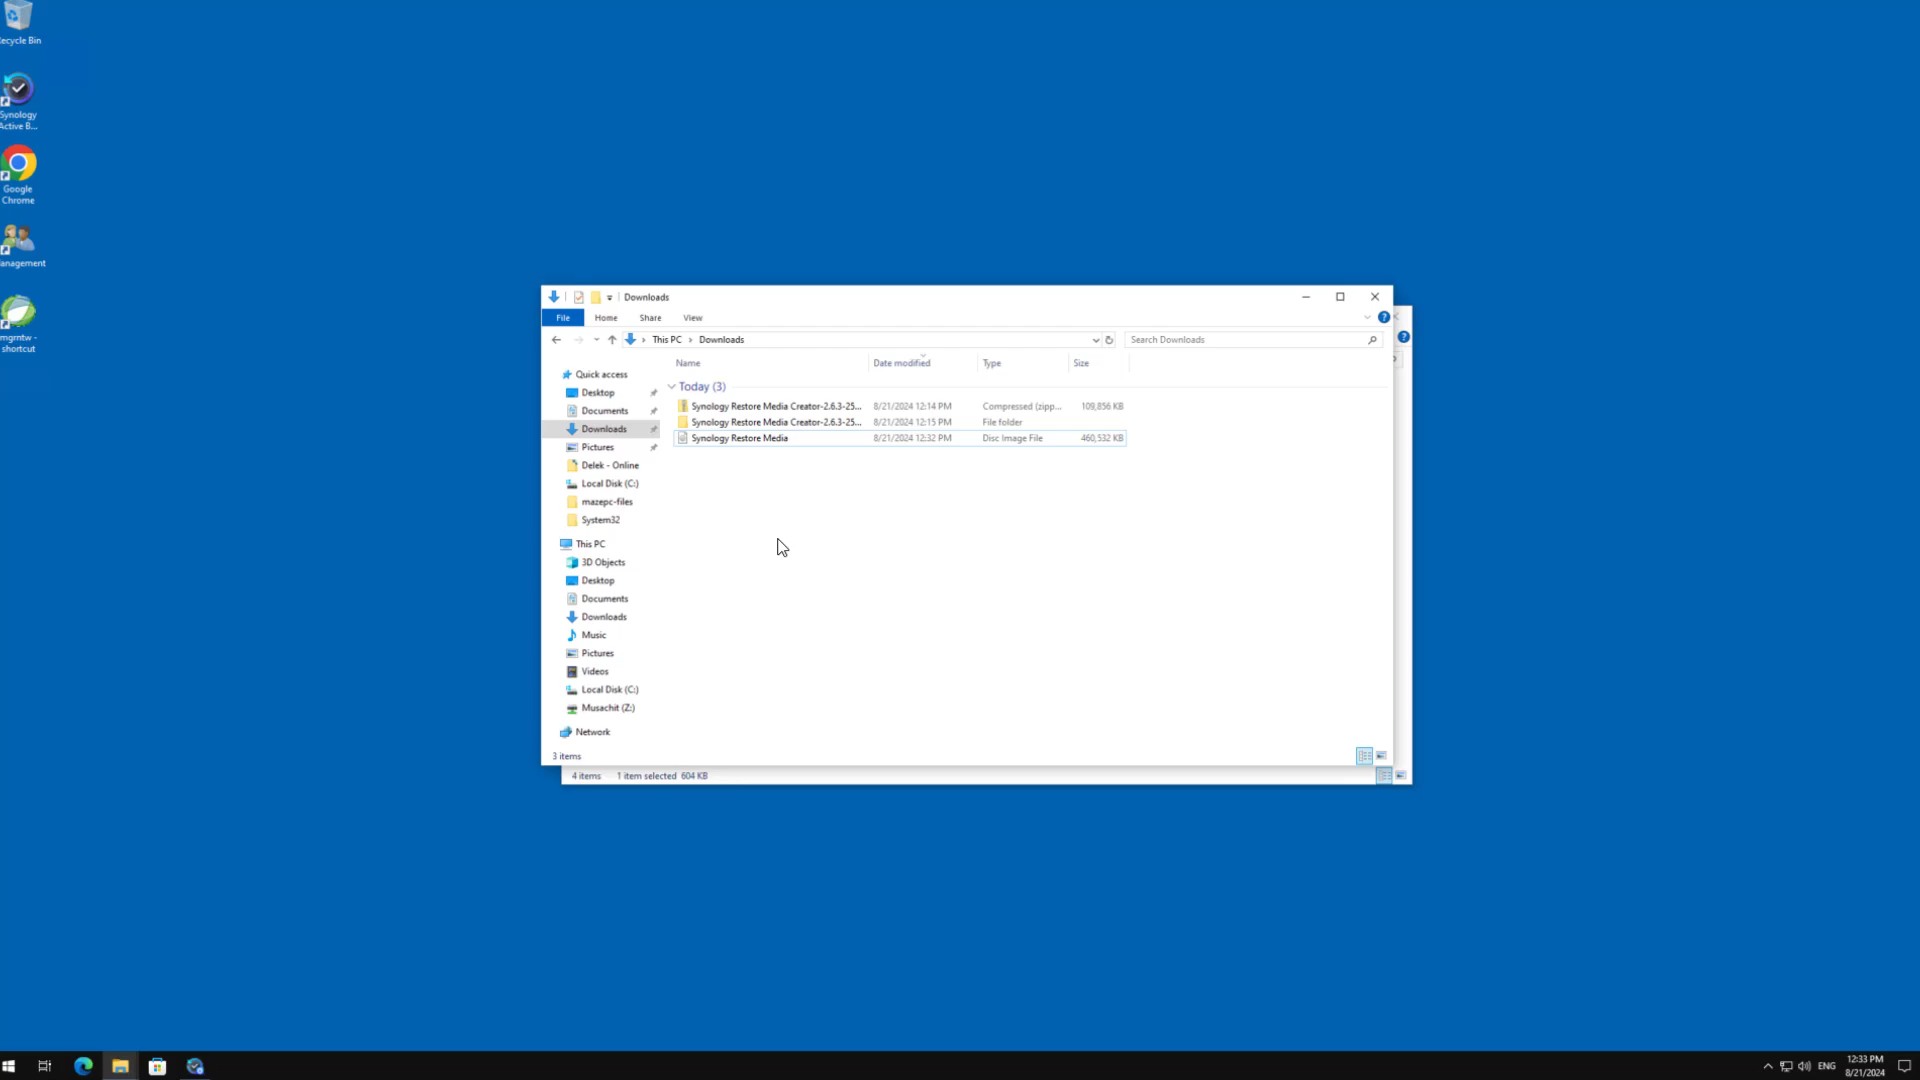 ecycle Bin
Synology
Active B...
Google
Chrome
anagement
mgrntw -
shortcut
Downloads
File Home Share View
This PC Downloads
Search Downloads
Name Date modified Type Size
Today (3)
Synology Restore Media Creator-2.6.3-25... 8/21/2024 12:14 PM Compressed (zipp... 109,856 KB
Synology Restore Media Creator-2.6.3-25... 8/21/2024 12:15 PM File folder
Synology Restore Media 8/21/2024 12:32 PM Disc Image File 460,532 KB
Quick access
Desktop
Documents
Downloads
Pictures
Delek - Online
Local Disk (C:)
mazepc-files
System32
This PC
3D Objects
Desktop
Documents
Downloads
Music
Pictures
Videos
Local Disk (C:)
Musachit (Z:)
Network
3 items
4 items 1 item selected 604 KB
ENG
12:33 PM
8/21/2024